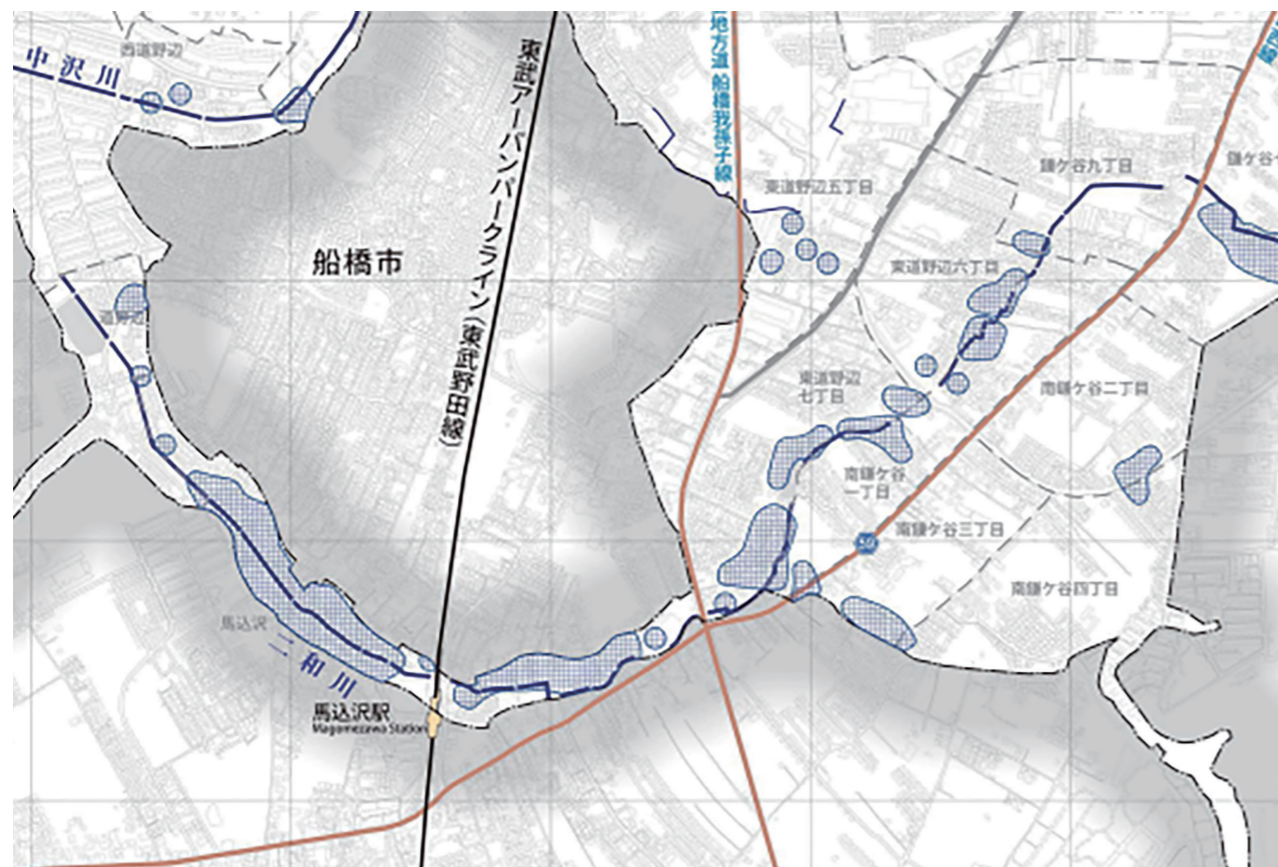 西道野辺
中沢川
東武アーバンパークライン(東武野田線)
地方道 船橋我孫子線
鎌ケ谷九丁目
鎌ケ谷
東道野辺五丁目
船橋市
東道野辺六丁目
道野辺
東道野辺
七丁目
南鎌ケ谷二丁目
南鎌ケ谷
一丁目
南鎌ケ谷三丁目
南鎌ケ谷四丁目
馬込沢
二和川
馬込沢駅
Magomezawa Station